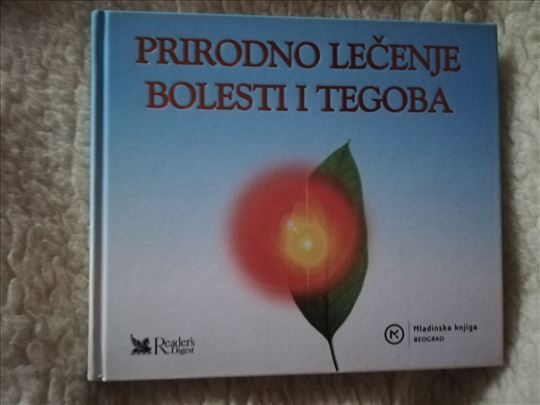 PRIRODNO LEČENJE
BOLESTI I TEGOBA
Reader's
Digest
Mladinska knjiga
BEOGRAD